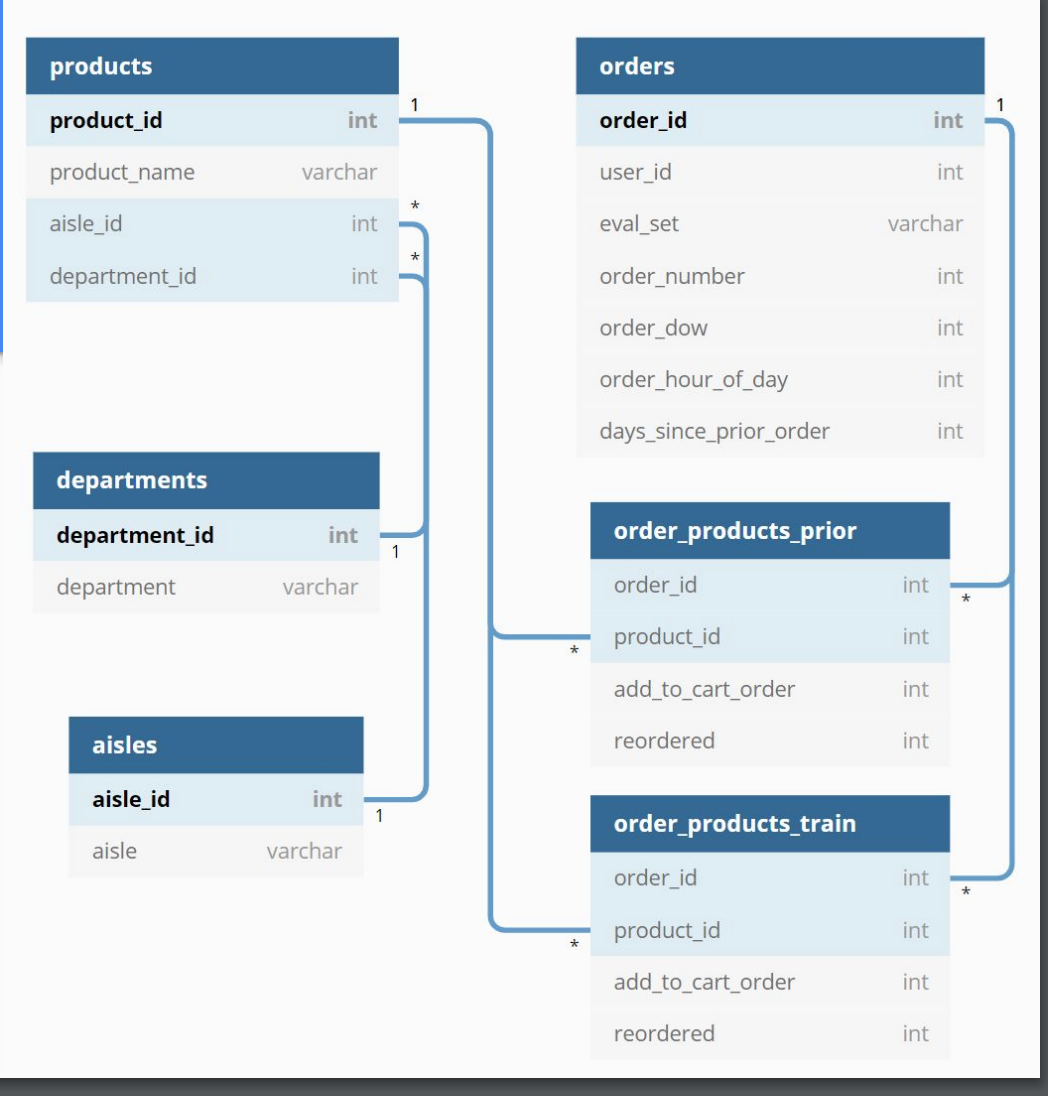 products
1
product_id int
product_name varchar
*
aisle_id int
*
department_id int
departments
department_id int
1
department varchar
aisles
aisle_id int
1
aisle varchar
orders
1
order_id int
user_id int
eval_set varchar
order_number int
order_dow int
order_hour_of_day int
days_since_prior_order int
order_products_prior
order_id int
*
product_id int
*
add_to_cart_order int
reordered int
order_products_train
order_id int
*
product_id int
*
add_to_cart_order int
reordered int